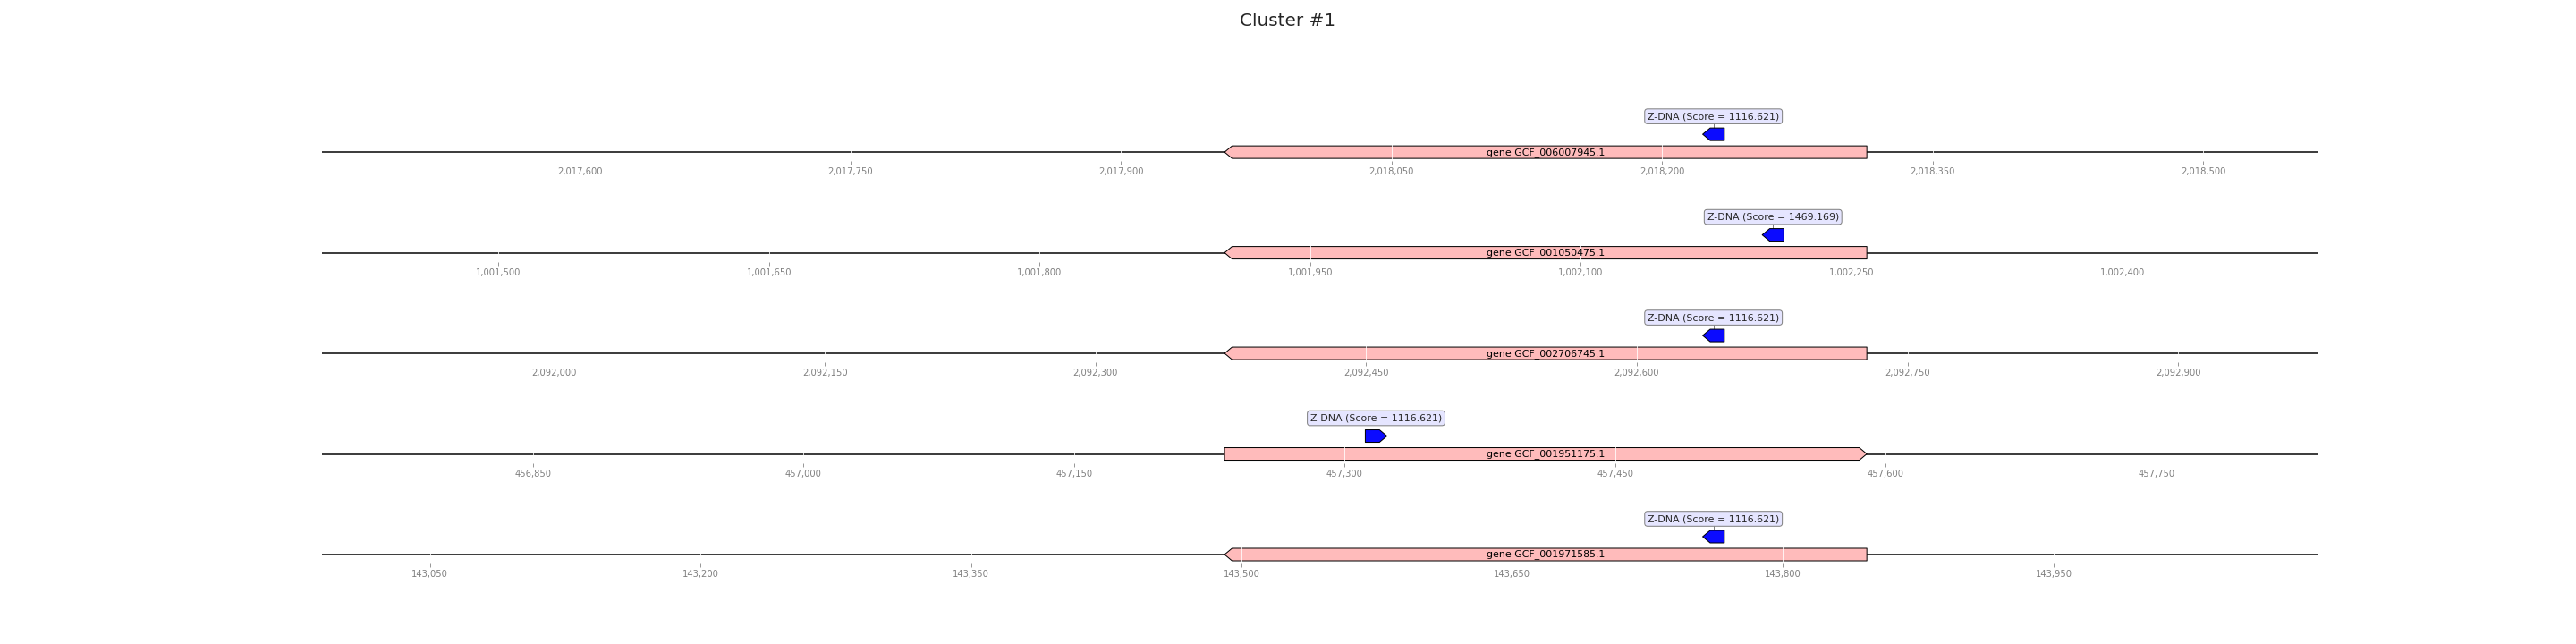 Cluster #1
Z-DNA (Score = 1116.621)
gene GCF_006007945.1
2,017,600 2,017,750 2,017,900 2,018,050 2,018,200 2,018,350 2,018,500
Z-DNA (Score = 1469.169)
gene GCF_001050475.1
1,001,500 1,001,650 1,001,800 1,001,950 1,002,100 1,002,250 1,002,400
Z-DNA (Score = 1116.621)
gene GCF_002706745.1
2,092,000 2,092,150 2,092,300 2,092,450 2,092,600 2,092,750 2,092,900
Z-DNA (Score = 1116.621)
gene GCF_001951175.1
456,850 457,000 457,150 457,300 457,450 457,600 457,750
Z-DNA (Score = 1116.621)
gene GCF_001971585.1
143,050 143,200 143,350 143,500 143,650 143,800 143,950